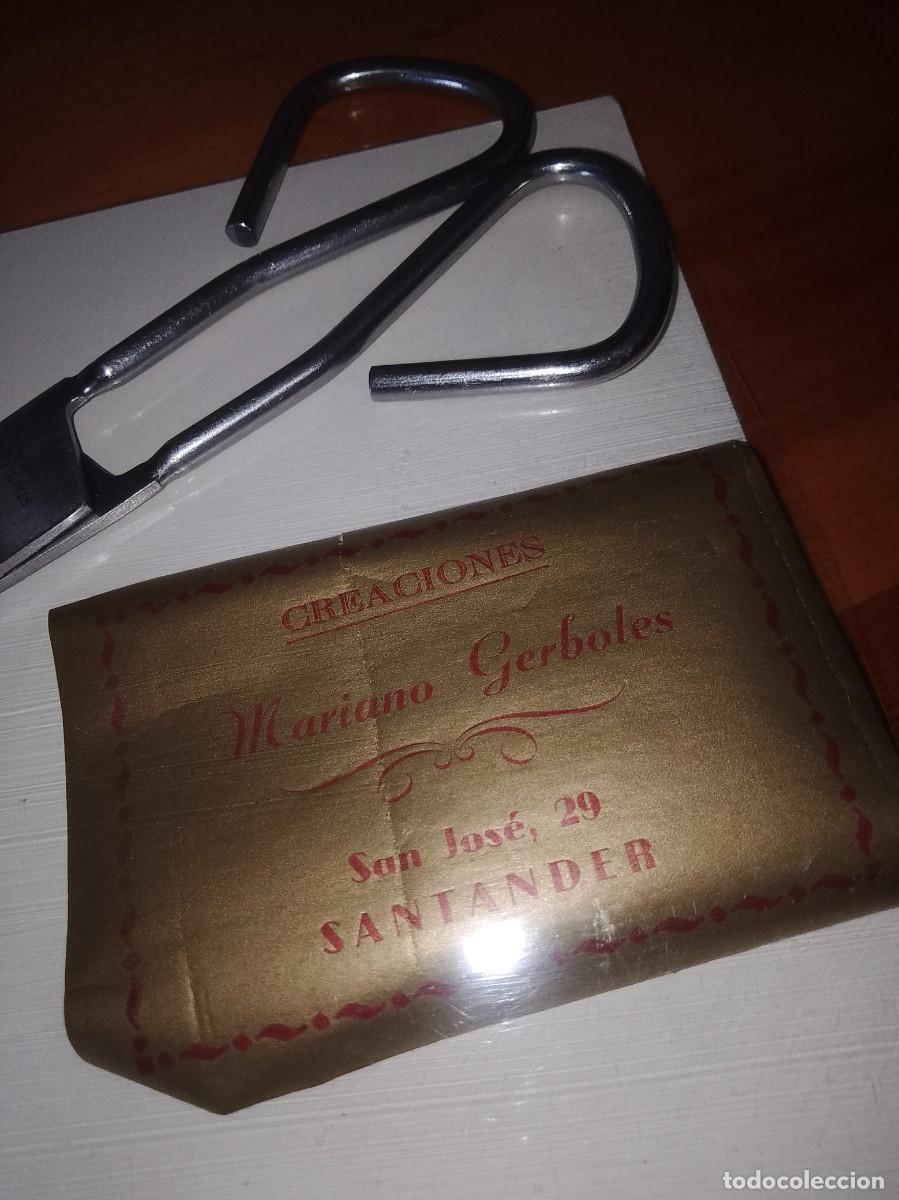 CREACIONES
Mariano Gerboles
San José, 29
SANTANDER
todocoleccion